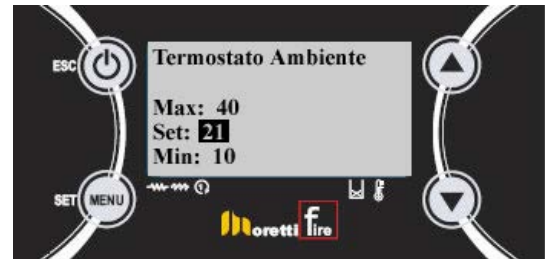 ESC
Termostato Ambiente
Max: 40
Set: 21
Min: 10
SET MENU
Moretti fire